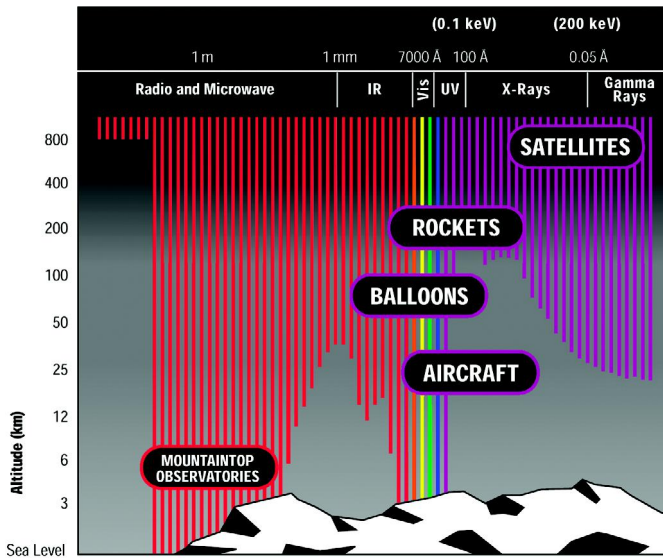 (0.1 keV) (200 keV)
1 m 1 mm 7000 Å 100 Å 0.05 Å
Radio and Microwave IR Vis UV X-Rays Gamma
Rays
800
SATELLITES
400
200
ROCKETS
100
BALLOONS
50
25
AIRCRAFT
12
Altitude (km)
6
MOUNTAINTOP
OBSERVATORIES
3
Sea Level